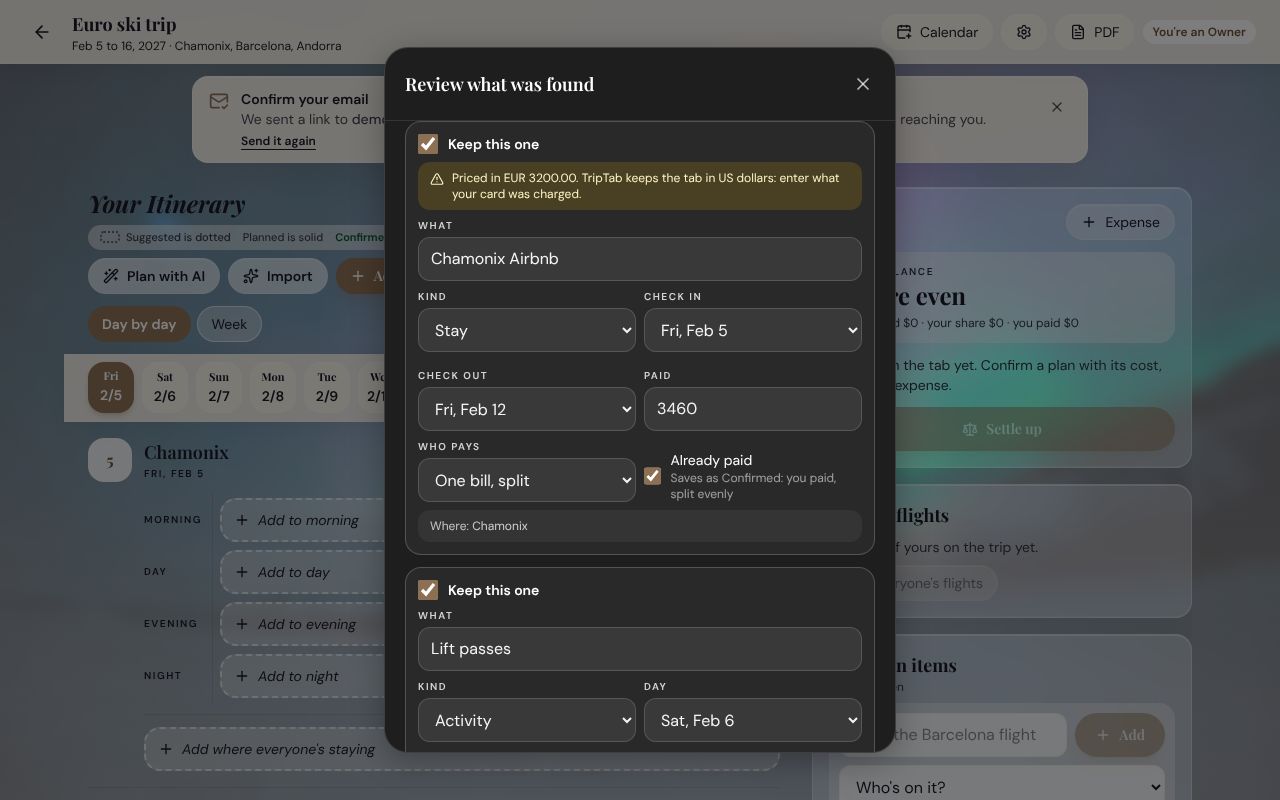 Euro ski trip
Feb 5 to 16, 2027 · Chamonix, Barcelona, Andorra
Calendar
PDF
You're an Owner
Confirm your email
We sent a link to demo
reaching you.
Send it again
Your Itinerary
Suggested is dotted Planned is solid Confirme
Plan with AI
Import
Day by day
Week
Fri
2/5
Sat
2/6
Sun
2/7
Mon
2/8
Tue
2/9
5
Chamonix
FRI, FEB 5
MORNING
Add to morning
DAY
Add to day
EVENING
Add to evening
NIGHT
Add to night
Add where everyone's staying
Review what was found
Keep this one
Priced in EUR 3200.00. TripTab keeps the tab in US dollars: enter what
your card was charged.
WHAT
Chamonix Airbnb
KIND
Stay
CHECK IN
Fri, Feb 5
CHECK OUT
Fri, Feb 12
PAID
3460
WHO PAYS
One bill, split
Already paid
Saves as Confirmed: you paid,
split evenly
Where: Chamonix
Keep this one
WHAT
Lift passes
KIND
Activity
DAY
Sat, Feb 6
Expense
LANCE
re even
d $0 · your share $0 · you paid $0
n the tab yet. Confirm a plan with its cost,
expense.
Settle up
flights
f yours on the trip yet.
ryone's flights
n items
en
the Barcelona flight
Add
Who's on it?